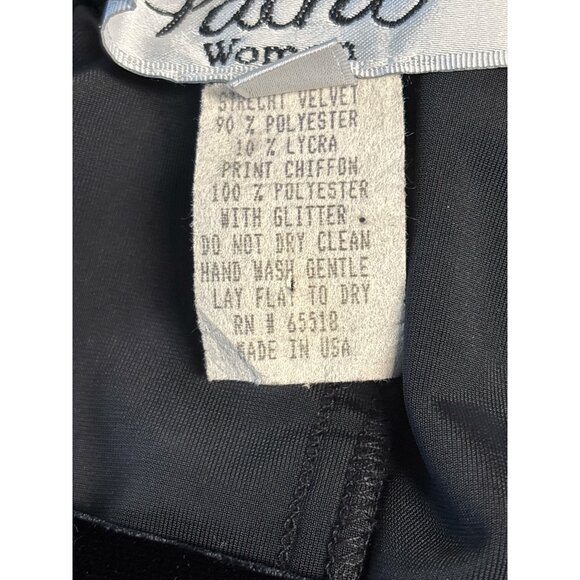 Woman
STRECHT VELVET
90 % POLYESTER
10 % LYCRA
PRINT CHIFFON
100 % POLYESTER
WITH GLITTER
DO NOT DRY CLEAN
HAND WASH GENTLE
LAY FLAT TO DRY
RN # 65518
MADE IN USA